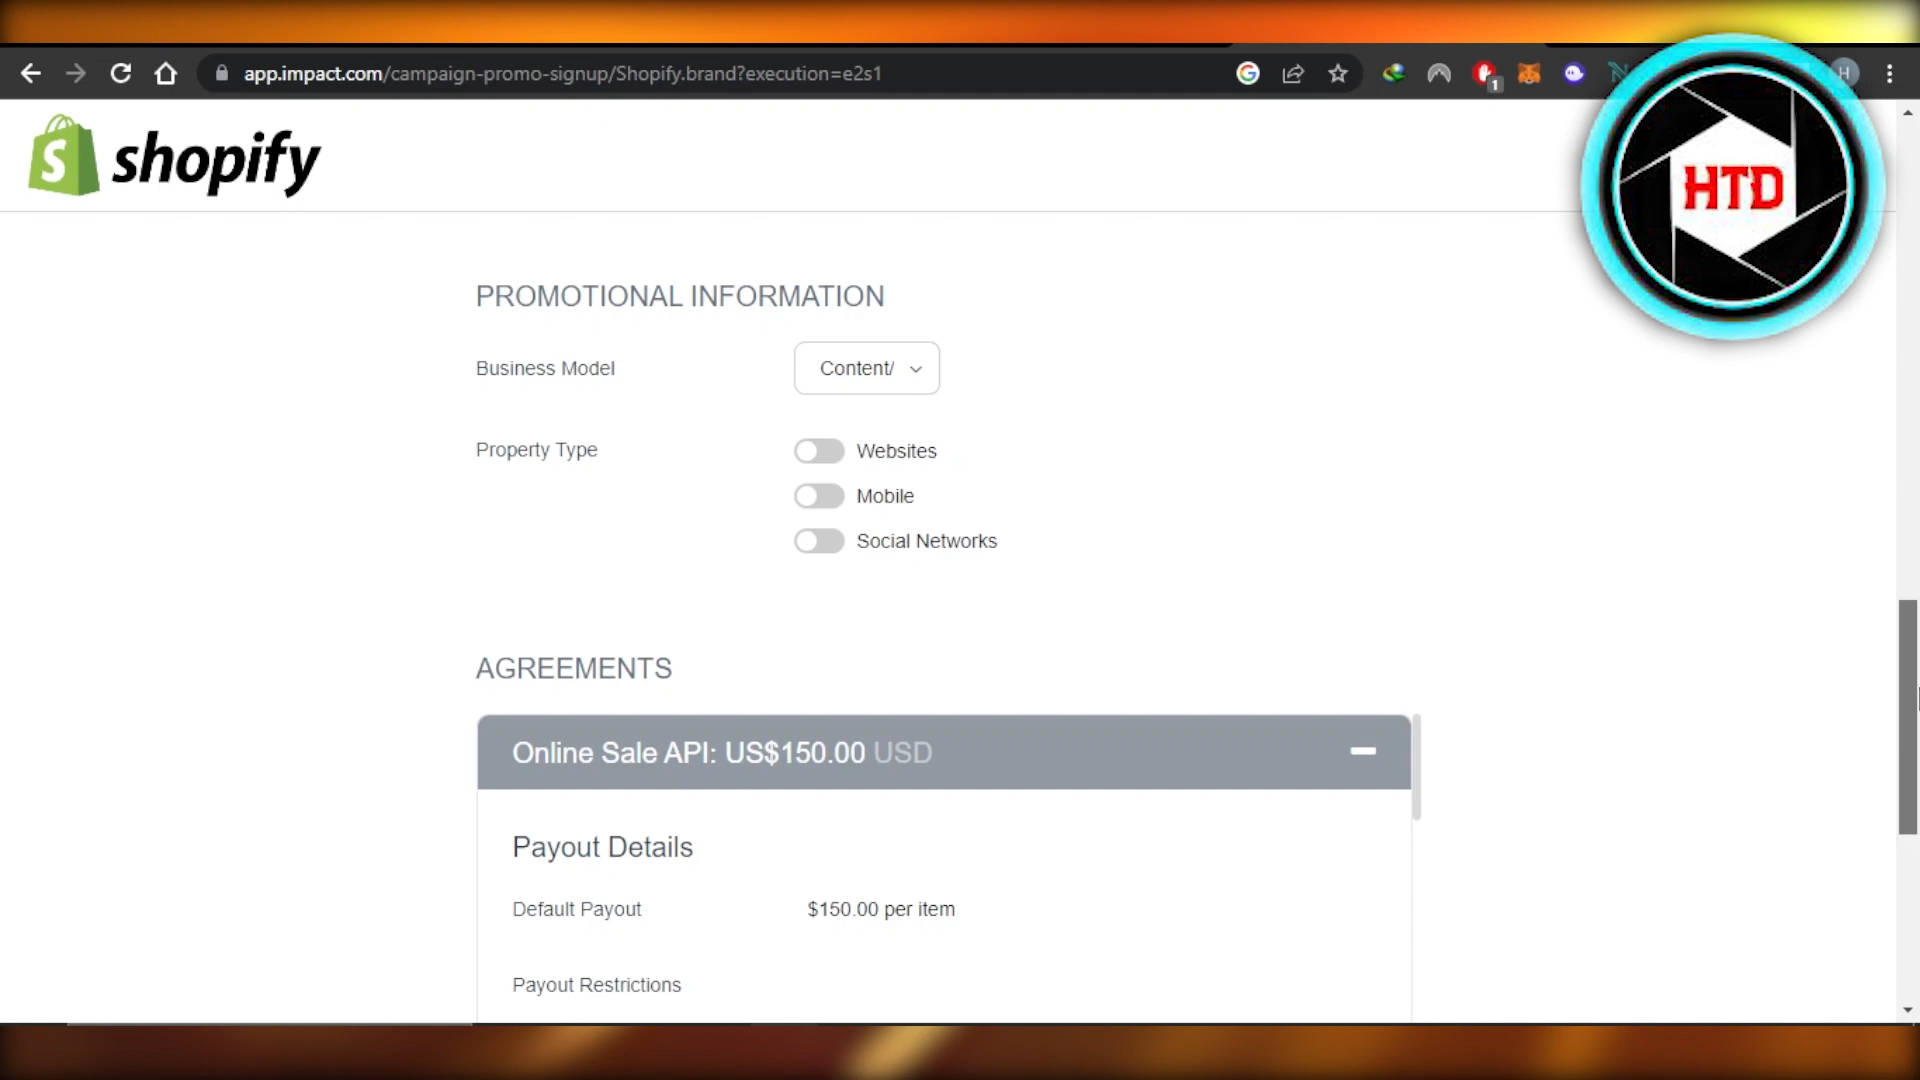 app.impact.com/campaign-promo-signup/Shopify.brand?execution=e2s1
1
H
shopify
HTD
PROMOTIONAL INFORMATION
Business Model
Content/
Property Type
Websites
Mobile
Social Networks
AGREEMENTS
Online Sale API: US$150.00 USD
Payout Details
Default Payout
$150.00 per item
Payout Restrictions